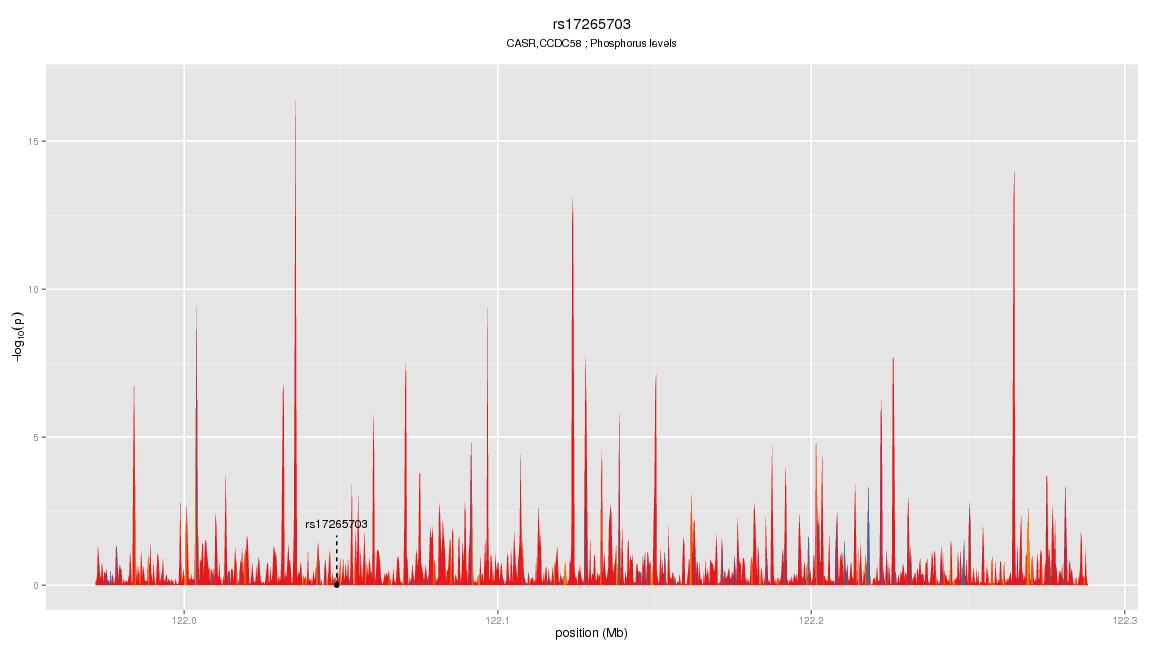 rs17265703
CASR,CCDC58 ; Phosphorus levels
−log10(p)
15
10
5
0
rs17265703
122.0
122.1
122.2
122.3
position (Mb)